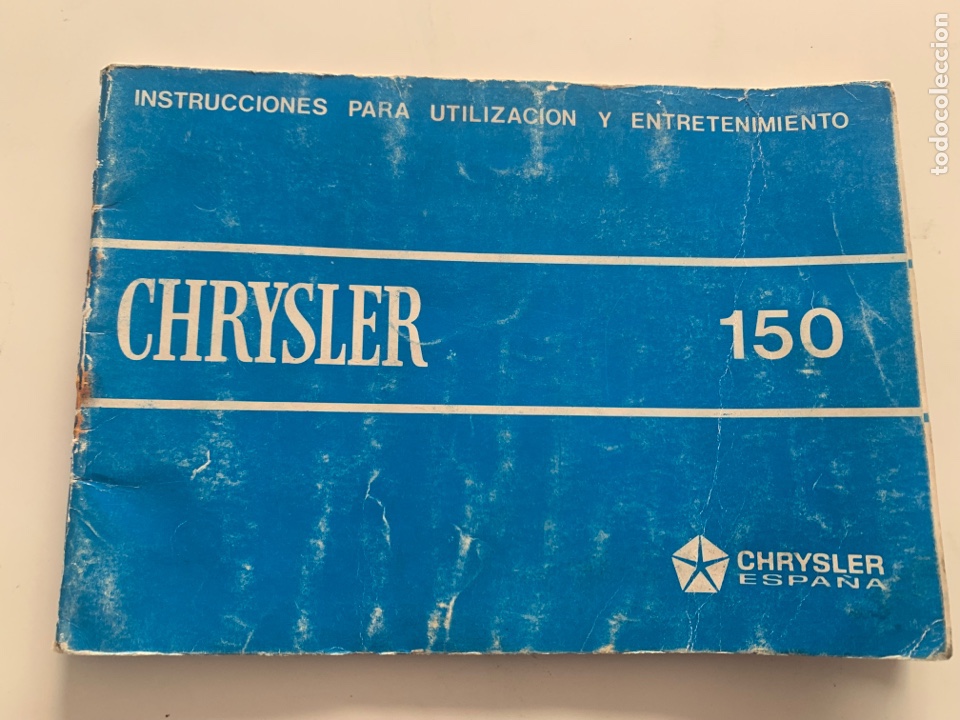 INSTRUCCIONES PARA UTILIZACION Y ENTRETENIMIENTO
CHRYSLER 150
CHRYSLER
ESPAÑA
todocoleccion